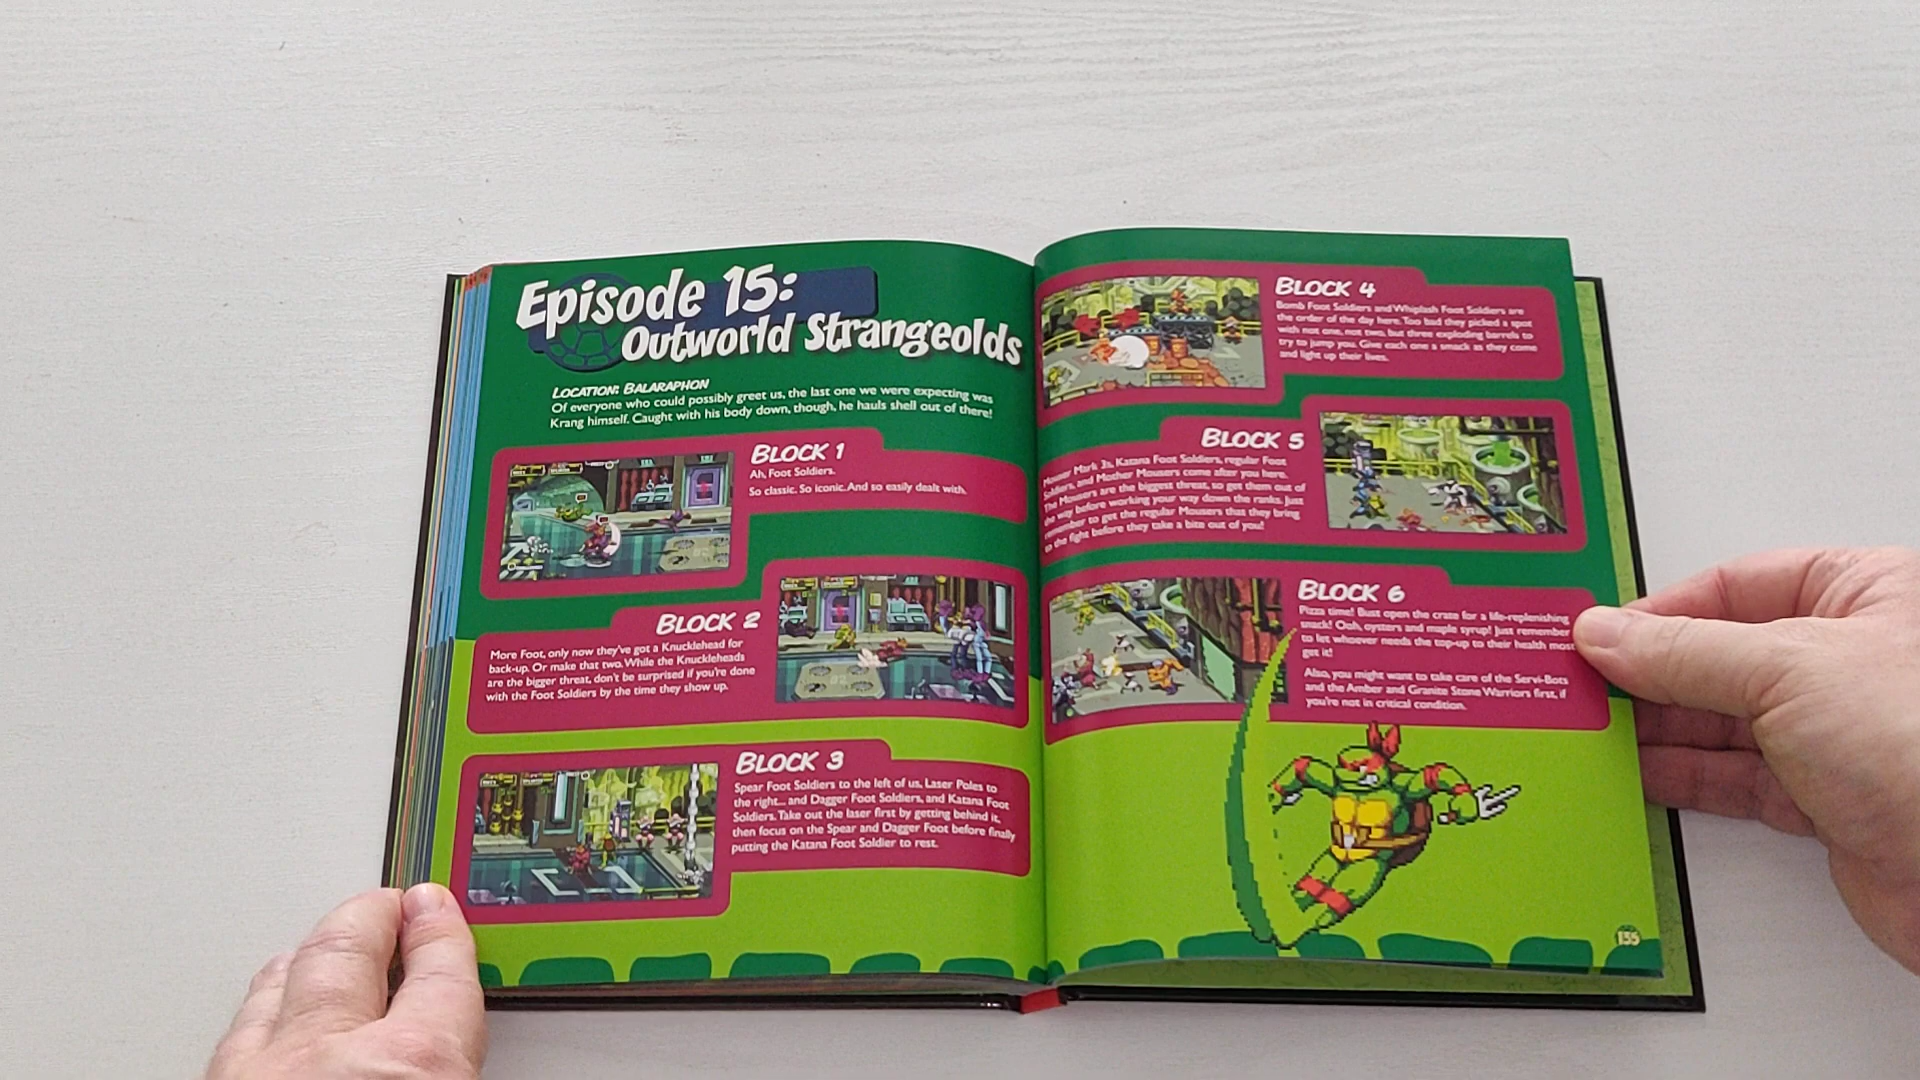 Episode 15:
Outworld Strangeolds
LOCATION: BALARAPHON
Of everyone who could possibly greet us, the last one we were expecting was
Krang himself. Caught with his body down, though, he hauls shell out of there!
BLOCK 1
Ah, Foot Soldiers.
So classic. So iconic. And so easily dealt with.
BLOCK 2
More Foot, only now they've got a Knucklehead for
back-up. Or make that two. While the Knuckleheads
are the bigger threat, don't be surprised if you're done
with the Foot Soldiers by the time they show up.
BLOCK 3
Spear Foot Soldiers to the left of us, Laser Poles to
the right... and Dagger Foot Soldiers, and Katana Foot
Soldiers. Take out the laser first by getting behind it,
then focus on the Spear and Dagger Foot before finally
putting the Katana Foot Soldier to rest.
BLOCK 4
Bomb Foot Soldiers and Whiplash Foot Soldiers are
the order of the day here. Too bad they picked a spot
with not one, not two, but three exploding barrels to
try to jump you. Give each one a smack as they come
and light up their lives.
BLOCK 5
Mouser Mark 3s, Katana Foot Soldiers, regular Foot
Soldiers, and Mother Mousers come after you here.
The Mousers are the biggest threat, so get them out of
the way before working your way down the ranks. Just
remember to get the regular Mousers that they bring
to the fight before they take a bite out of you!
BLOCK 6
Pizza time! Bust open the crate for a life-replenishing
snack! Ooh, oysters and maple syrup! Just remember
to let whoever needs the top-up to their health most
get it!
Also, you might want to take care of the Servi-Bots
and the Amber and Granite Stone Warriors first, if
you're not in critical condition.
135